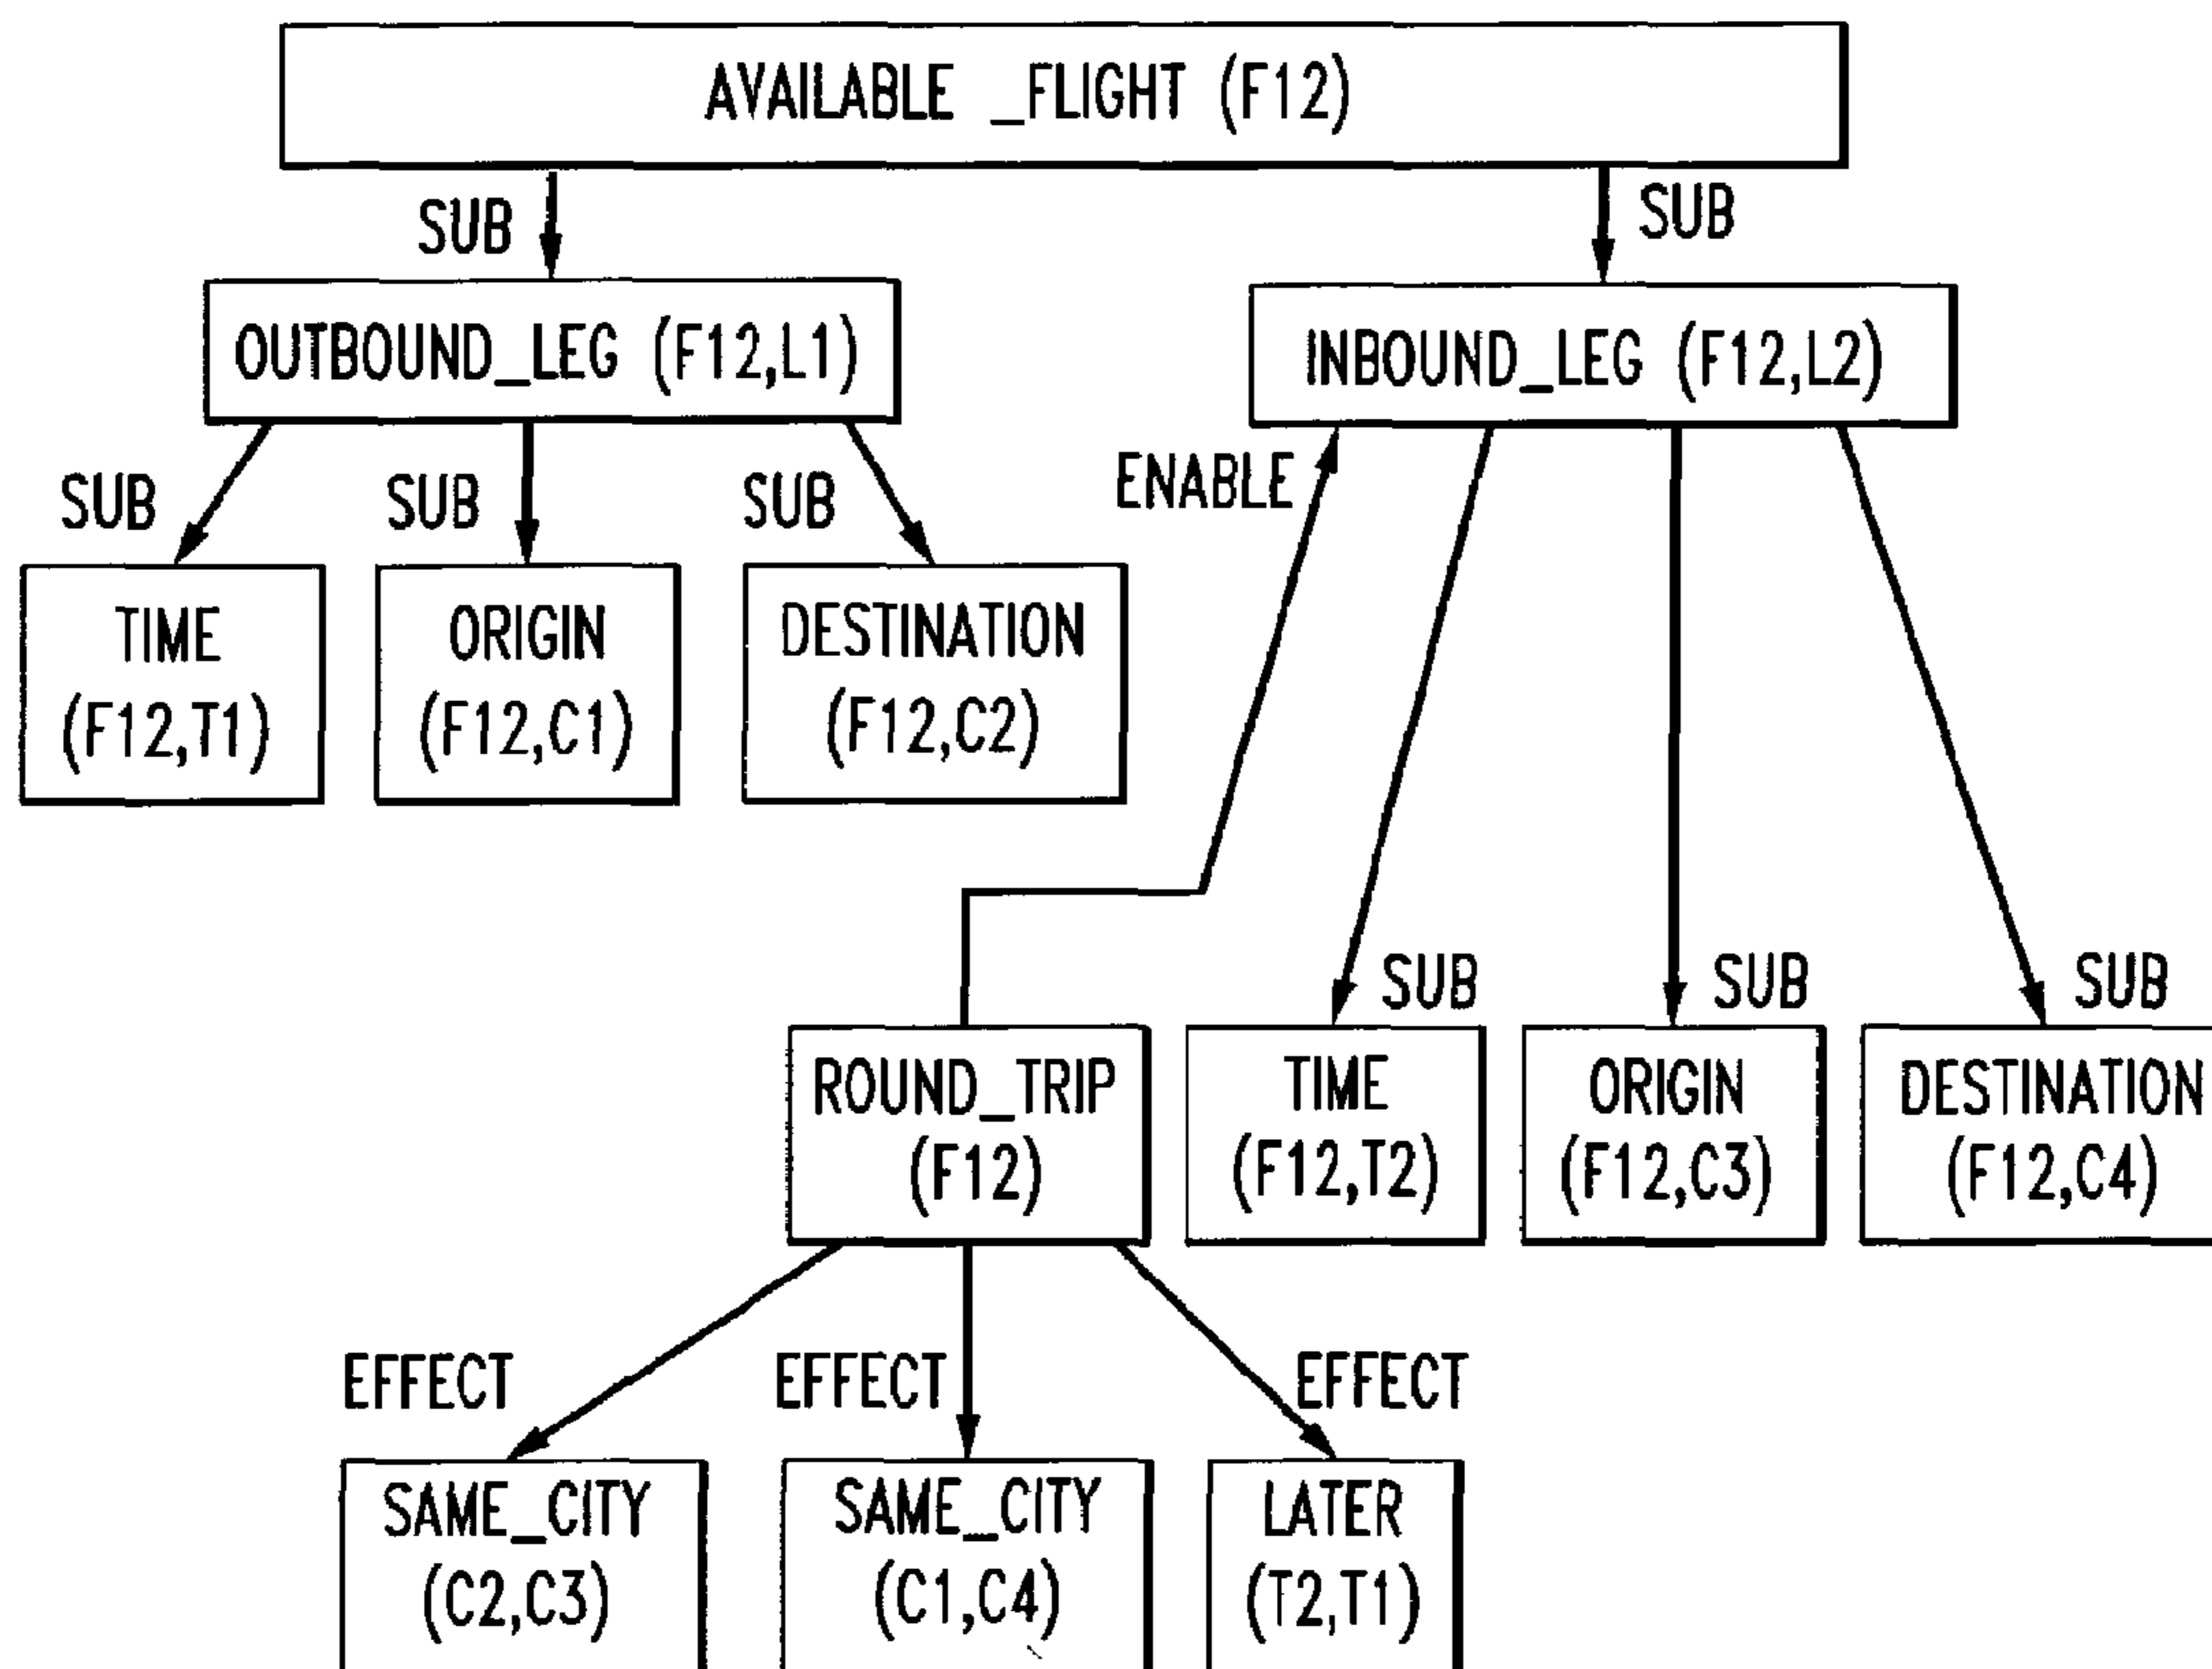 AVAILABLE _FLIGHT (F12)
SUB
SUB
OUTBOUND_LEG (F12,L1)
INBOUND_LEG (F12,L2)
SUB
SUB
SUB
ENABLE
TIME
(F12,T1)
ORIGIN
(F12,C1)
DESTINATION
(F12,C2)
SUB
SUB
SUB
ROUND_TRIP
(F12)
TIME
(F12,T2)
ORIGIN
(F12,C3)
DESTINATION
(F12,C4)
EFFECT
EFFECT
EFFECT
SAME_CITY
(C2,C3)
SAME_CITY
(C1,C4)
LATER
(T2,T1)